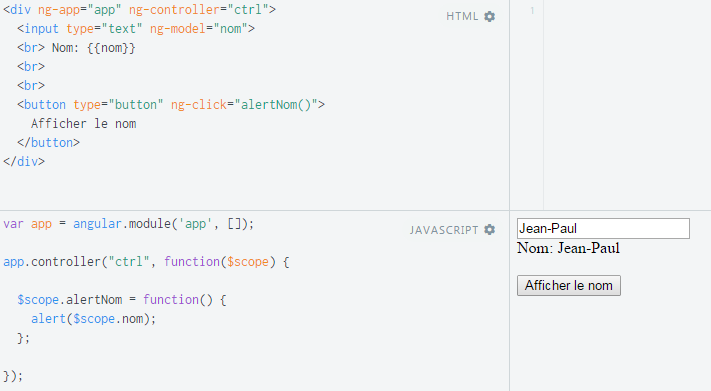 <div ng-app="app" ng-controller="ctrl">
<input type="text" ng-model="nom">
<br> Nom: {{nom}}
<br>
<br>
<button type="button" ng-click="alertNom()">
Afficher le nom
</button>
</div>
HTML
1
var app = angular.module('app', []);
app.controller("ctrl", function($scope) {
$scope.alertNom = function() {
alert($scope.nom);
};
});
JAVASCRIPT
Jean-Paul
Nom: Jean-Paul
Afficher le nom